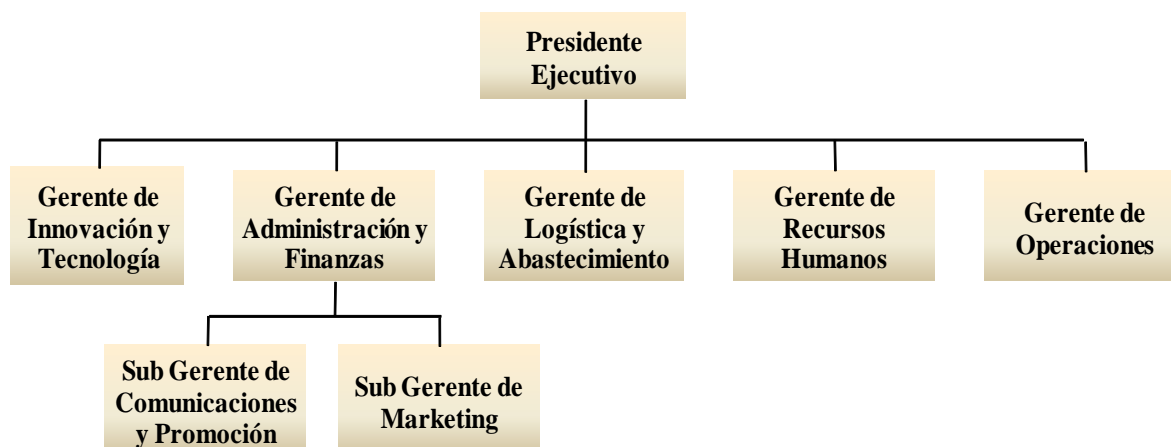 Presidente
Ejecutivo
Gerente de
Innovación y
Tecnología
Gerente de
Administración y
Finanzas
Gerente de
Logística y
Abastecimiento
Gerente de
Recursos
Humanos
Gerente de
Operaciones
Sub Gerente de
Comunicaciones
y Promoción
Sub Gerente de
Marketing